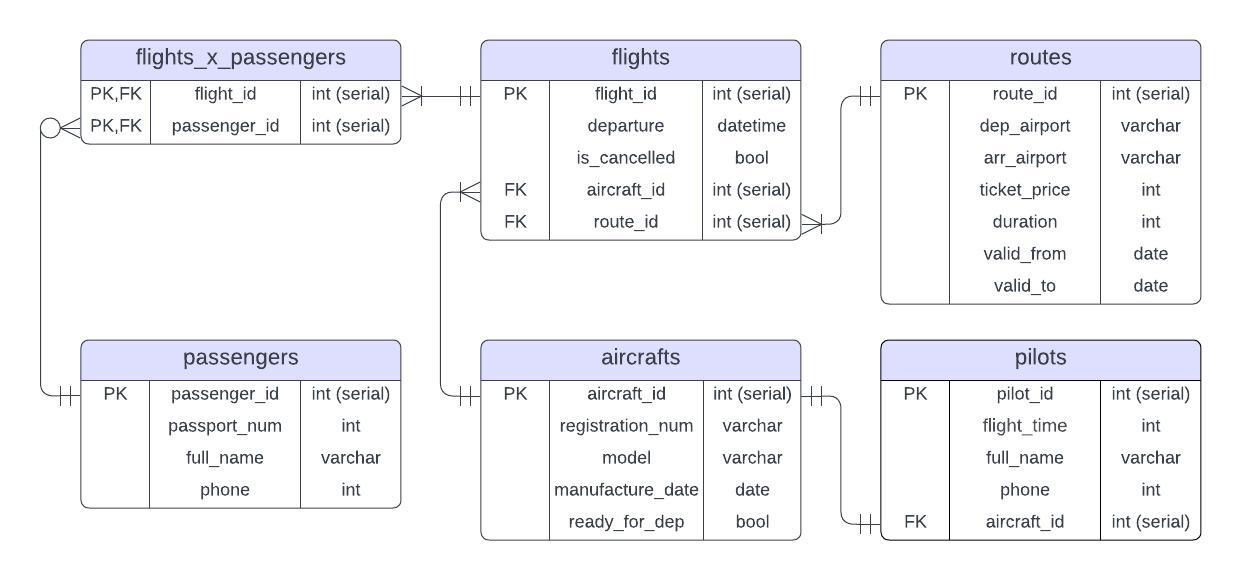 flights_x_passengers
PK,FK flight_id int (serial)
PK,FK passenger_id int (serial)
flights
PK flight_id int (serial)
departure datetime
is_cancelled bool
FK aircraft_id int (serial)
FK route_id int (serial)
routes
PK route_id int (serial)
dep_airport varchar
arr_airport varchar
ticket_price int
duration int
valid_from date
valid_to date
passengers
PK passenger_id int (serial)
passport_num int
full_name varchar
phone int
aircrafts
PK aircraft_id int (serial)
registration_num varchar
model varchar
manufacture_date date
ready_for_dep bool
pilots
PK pilot_id int (serial)
flight_time int
full_name varchar
phone int
FK aircraft_id int (serial)